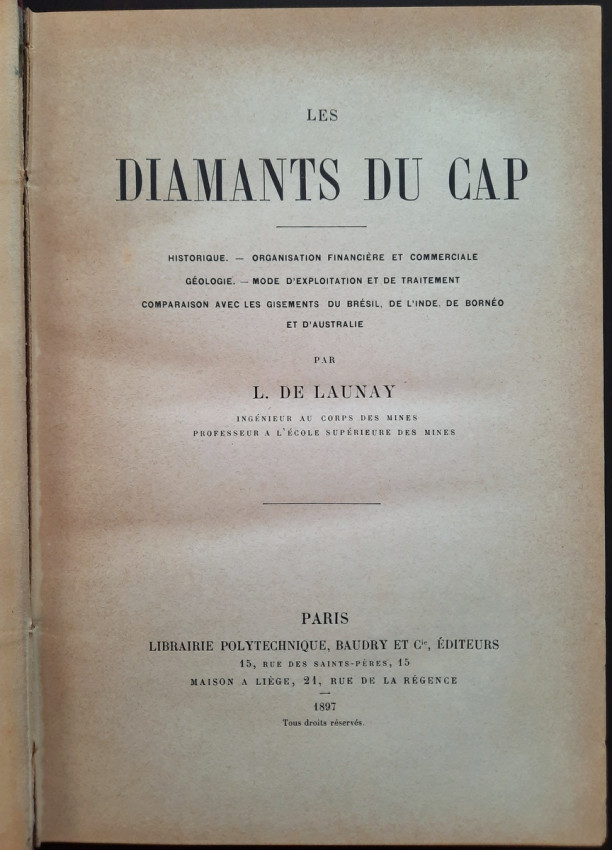 LES
DIAMANTS DU CAP
HISTORIQUE. — ORGANISATION FINANCIÉRE ET COMMERCIALE
GÉOLOGIE. — MODE D'EXPLOITATION ET DE TRAITEMENT
COMPARAISON AVEC LES GISEMENTS DU BRÉSIL, DE L'INDE, DE BORNÉO
ET D'AUSTRALIE
PAR
L. DE LAUNAY
INGÉNIEUR AU CORPS DES MINES
PROFESSEUR A L'ÉCOLE SUPÉRIEURE DES MINES
PARIS
LIBRAIRIE POLYTECHNIQUE, BAUDRY ET Cie, ÉDITEURS
15, RUE DES SAINTS-PÈRES, 15
MAISON A LIÈGE, 21, RUE DE LA RÉGENCE
1897
Tous droits réservés.